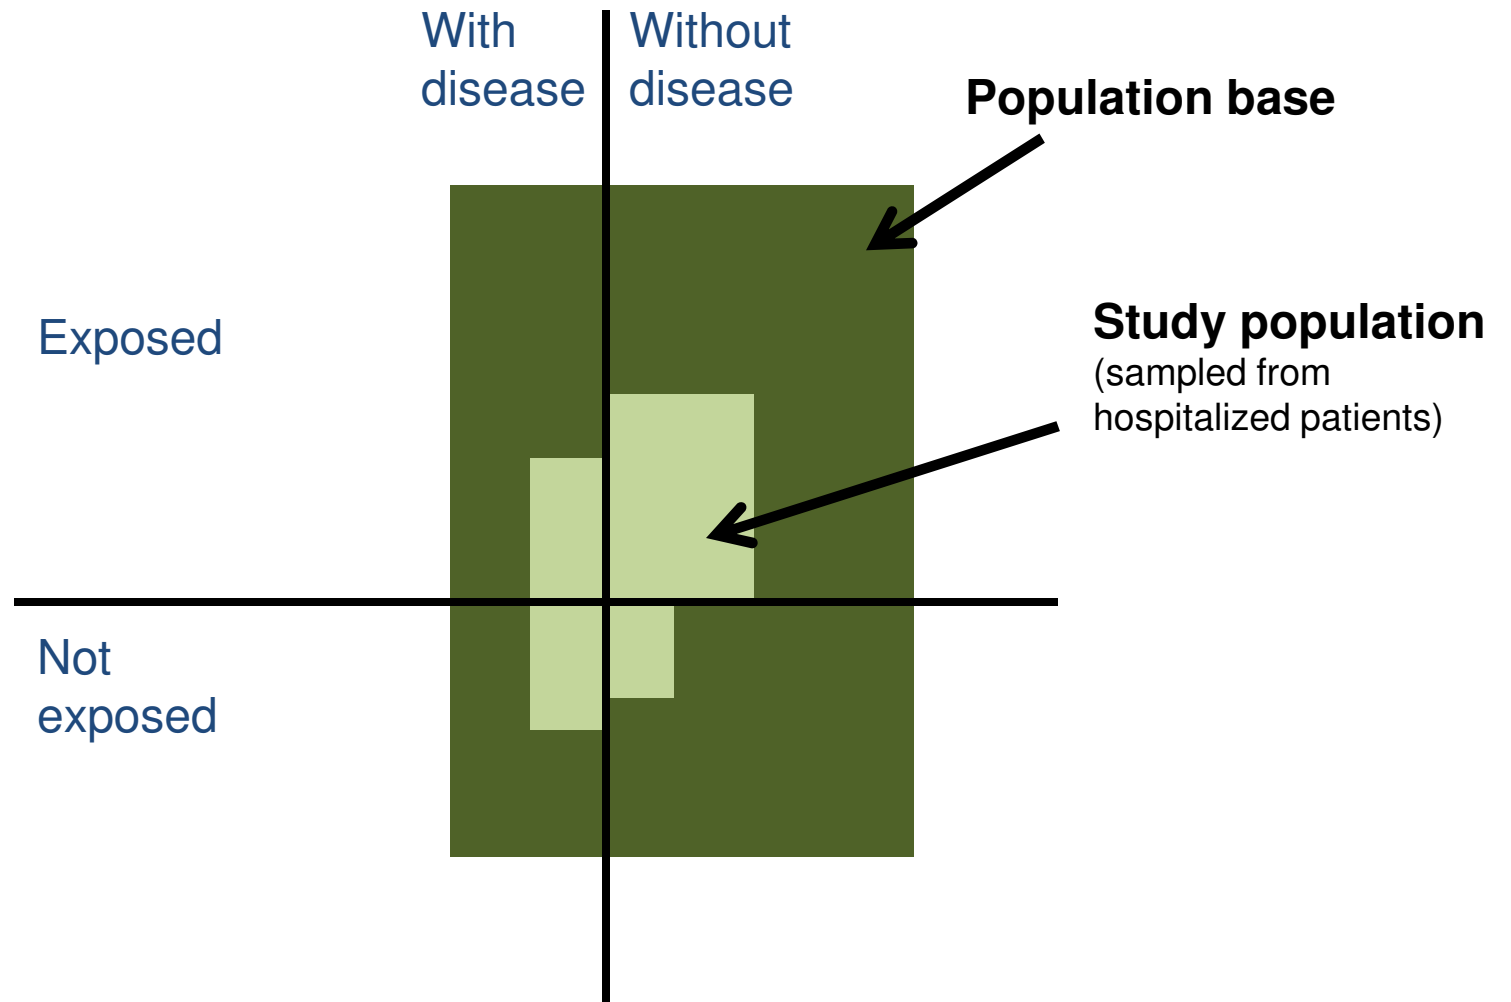 With
disease
Without
disease
Population base
Exposed
Study population
(sampled from
hospitalized patients)
Not
exposed